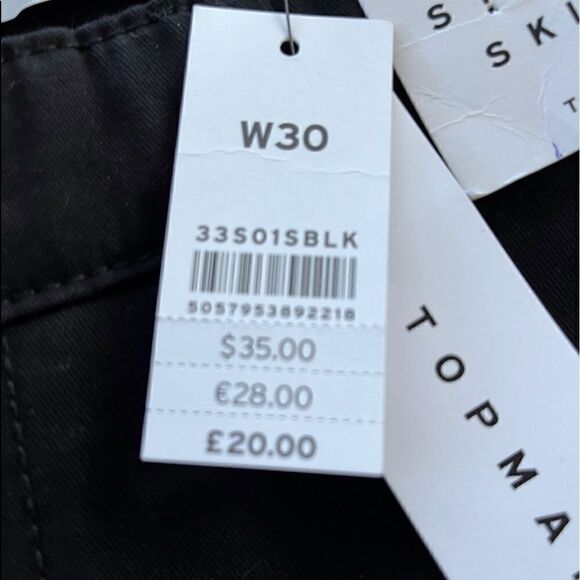 W30
33S01SBLK
5057953892218
$35.00
€28.00
£20.00
SKI
TOPMA